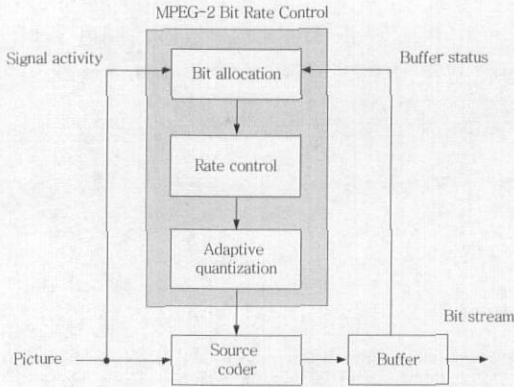 MPEG-2 Bit Rate Control
Signal activity
Buffer status
Bit allocation
Rate control
Adaptive
quantization
Bit stream
Picture
Source
coder
Buffer